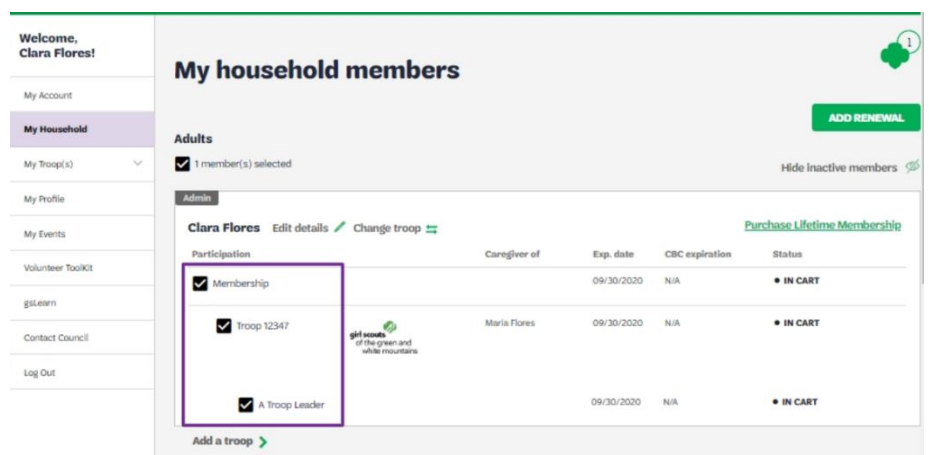 Welcome,
Clara Flores!
My Account
My Household
My Troop(s)
My Profile
My Events
Volunteer Toolkit
gsLearn
Contact Council
Log Out
1
My household members
ADD RENEWAL
Adults
1 member(s) selected
Hide inactive members
Admin
Clara Flores Edit details Change troop Purchase Lifetime Membership
Participation Caregiver of Exp. date CBC expiration Status
Membership 09/30/2020 N/A • IN CART
Troop 12347 Maria Flores 09/30/2020 N/A • IN CART
girl scouts
of the green and
white mountains
A Troop Leader 09/30/2020 N/A • IN CART
Add a troop